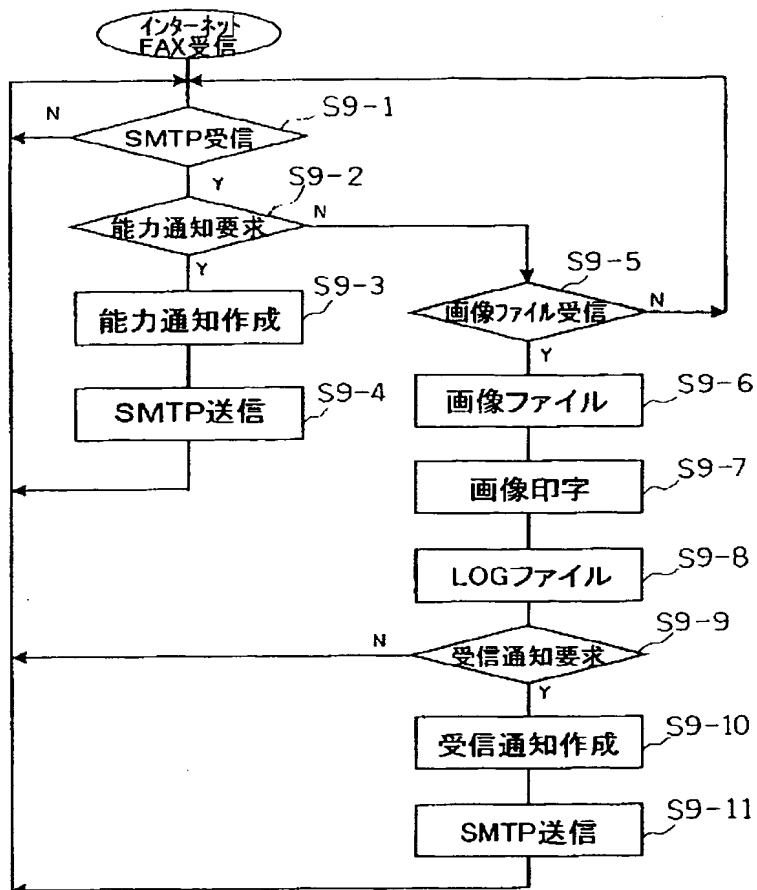 インターネット
FAX受信
N
S9-1
SMTP受信
Y
S9-2
能力通知要求
N
Y
S9-3
能力通知作成
S9-4
SMTP送信
S9-5
画像ファイル受信
N
Y
S9-6
画像ファイル
S9-7
画像印字
S9-8
LOGファイル
S9-9
N
受信通知要求
Y
S9-10
受信通知作成
S9-11
SMTP送信